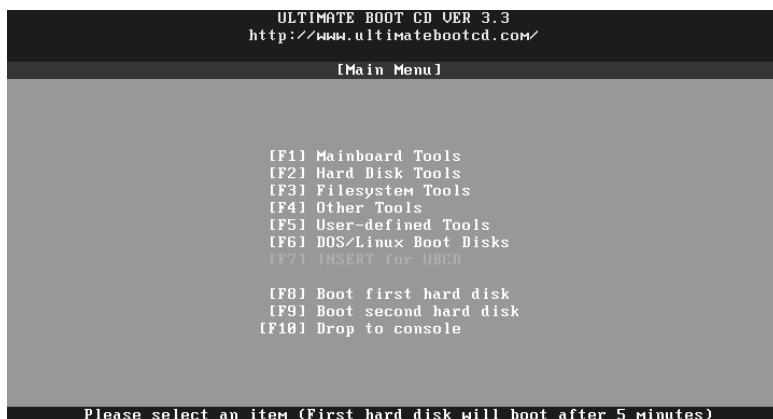 ULTIMATE BOOT CD VER 3.3
http://www.ultimatebootcd.com/
[Main Menu]
[F1] Mainboard Tools
[F2] Hard Disk Tools
[F3] Filesystem Tools
[F4] Other Tools
[F5] User-defined Tools
[F6] DOS/Linux Boot Disks
[F7] INSERT for UBCD
[F8] Boot first hard disk
[F9] Boot second hard disk
[F10] Drop to console
Please select an item (First hard disk will boot after 5 minutes)